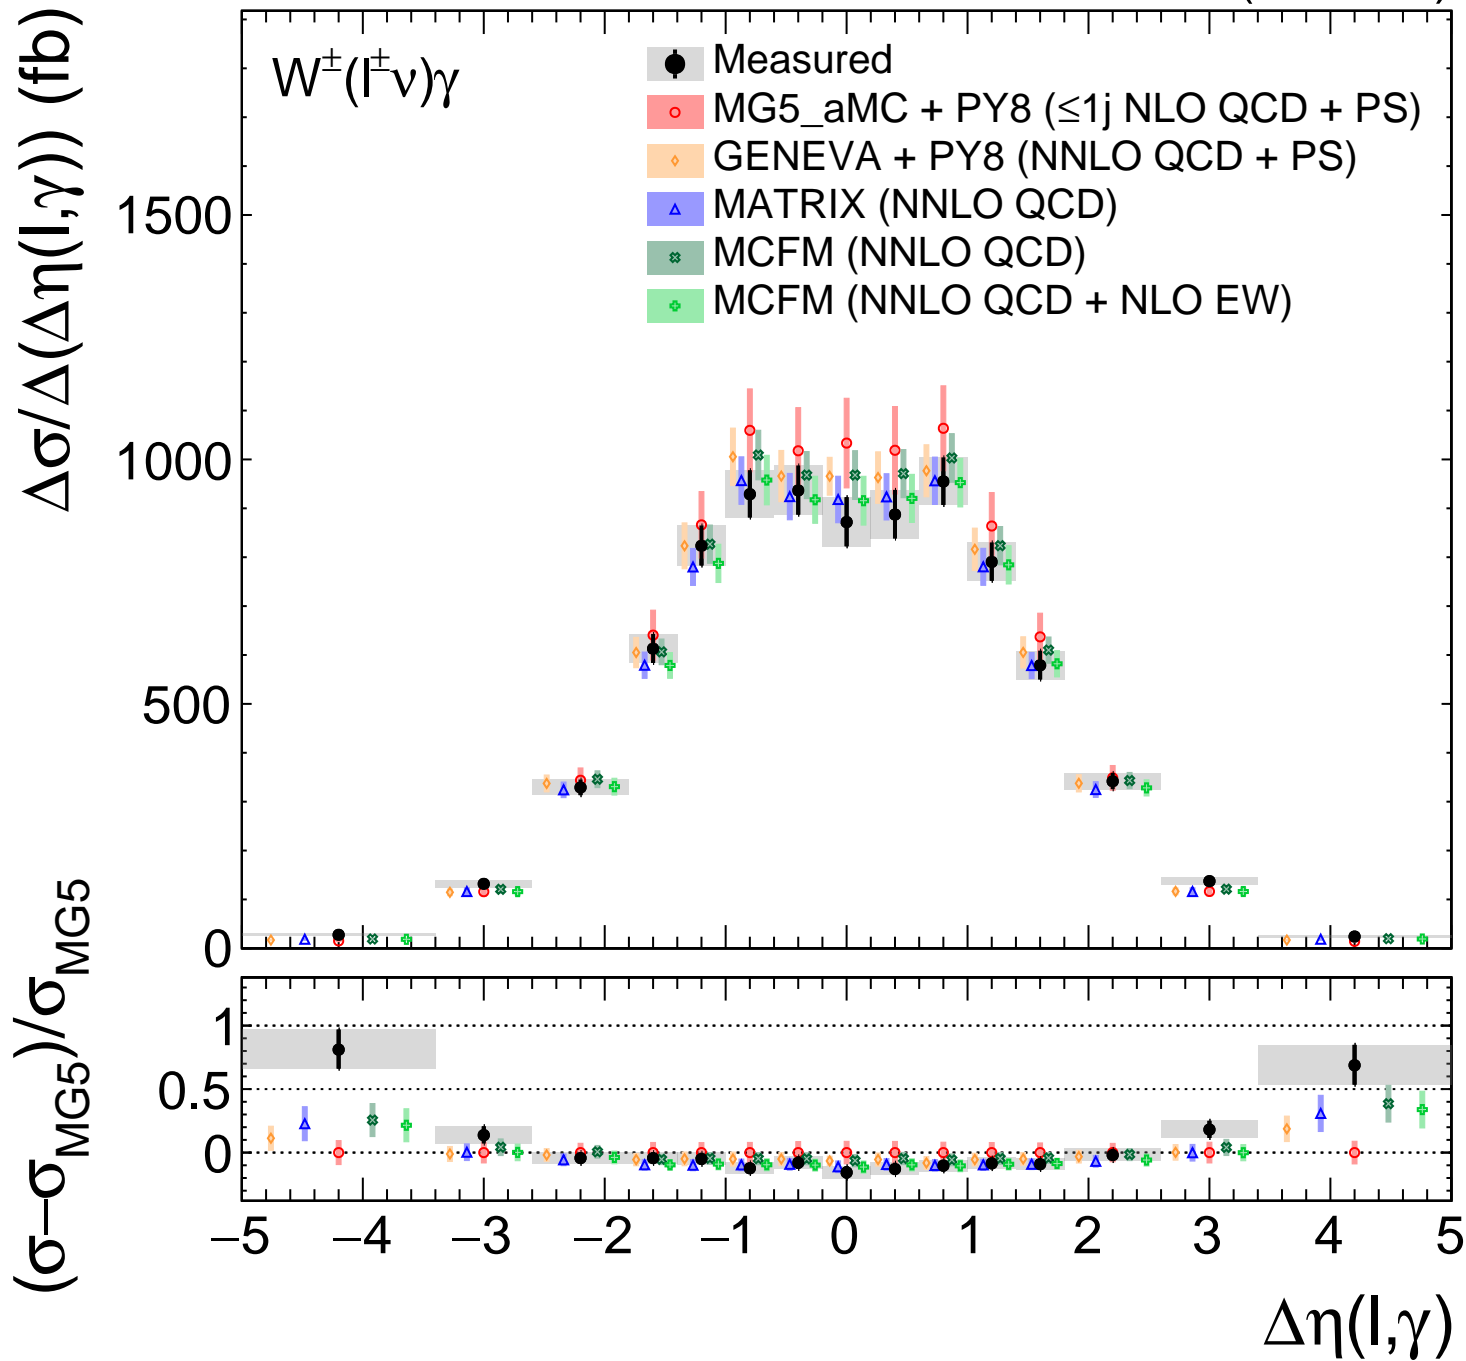 W±(l±ν)γ
Measured
MG5_aMC + PY8 (≤1j NLO QCD + PS)
GENEVA + PY8 (NNLO QCD + PS)
MATRIX (NNLO QCD)
MCFM (NNLO QCD)
MCFM (NNLO QCD + NLO EW)
Δσ/Δ(Δη(l,γ)) (fb)
1500
1000
500
0
(σ−σMG5)/σMG5
1
0.5
0
−5 −4 −3 −2 −1 0 1 2 3 4 5
Δη(l,γ)